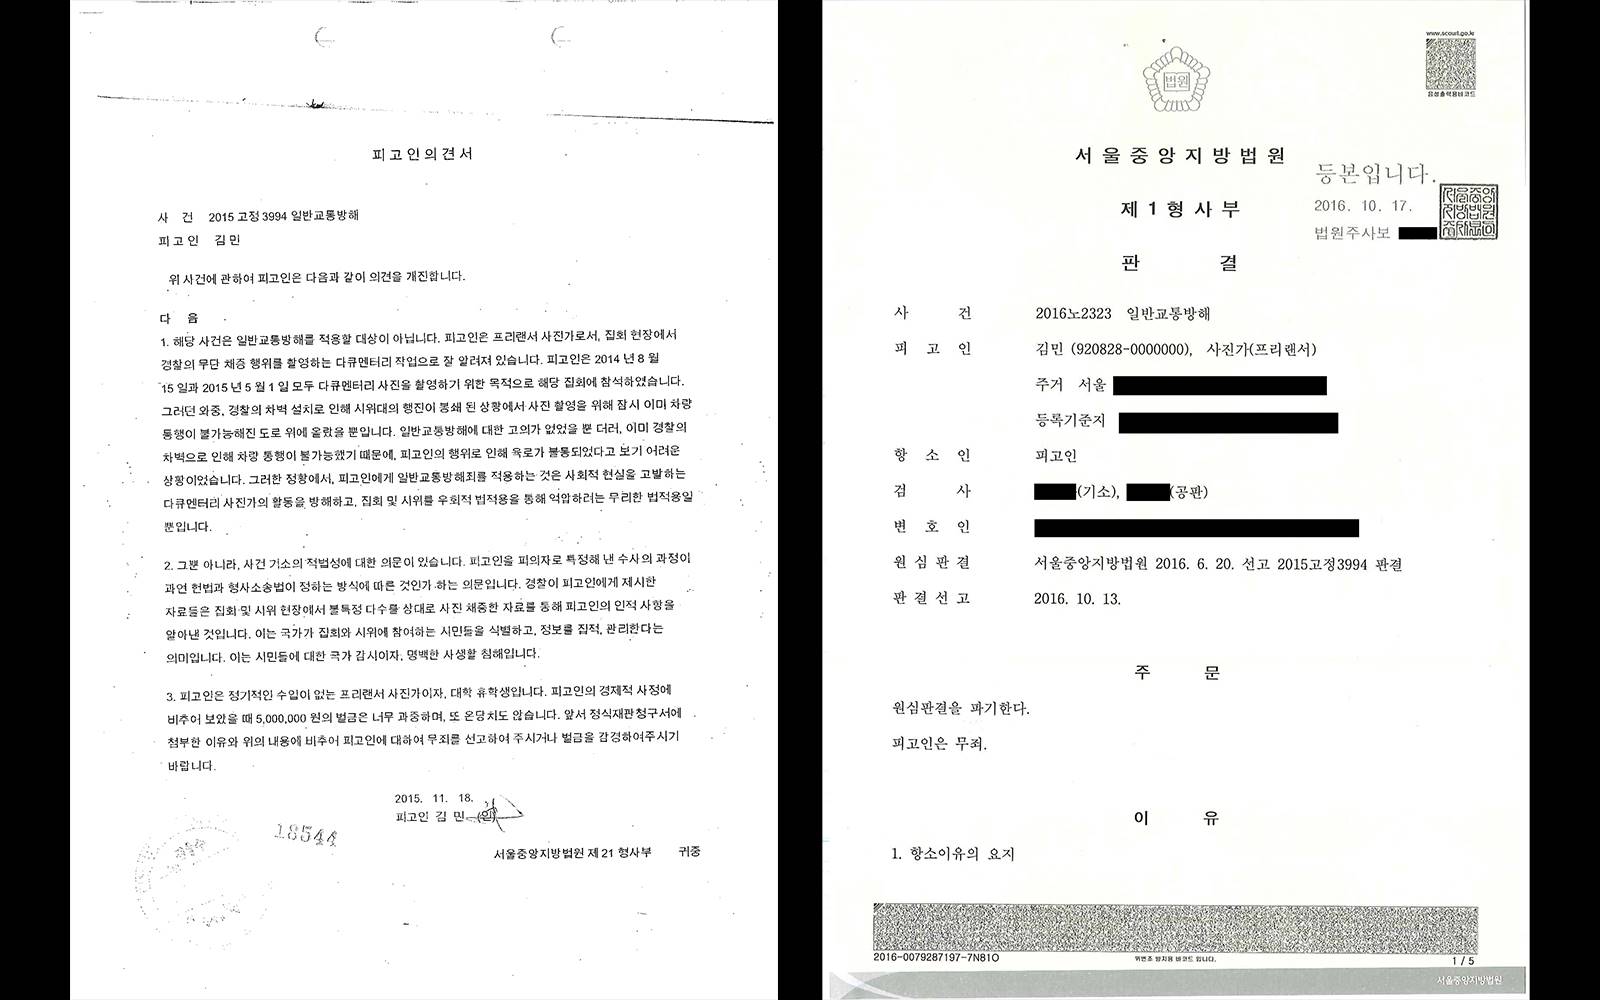 피고인의견서
사 건 2015 고정 3994 일반교통방해
피고인 김민
위 사건에 관하여 피고인은 다음과 같이 의견을 개진합니다.
다 음
1. 해당 사건은 일반교통방해를 적용할 대상이 아닙니다. 피고인은 프리랜서 사진가로서, 집회 현장에서
경찰의 무단 채증 행위를 촬영하는 다큐멘터리 작업으로 잘 알려져 있습니다. 피고인은 2014 년 8 월
15 일과 2015 년 5 월 1 일 모두 다큐멘터리 사진을 촬영하기 위한 목적으로 해당 집회에 참석하였습니다.
그러던 와중, 경찰의 차벽 설치로 인해 시위대의 행진이 봉쇄 된 상황에서 사진 촬영을 위해 잠시 이미 차량
통행이 불가능해진 도로 위에 올랐을 뿐입니다. 일반교통방해에 대한 고의가 없었을 뿐 더러, 이미 경찰의
차벽으로 인해 차량 통행이 불가능했기 때문에, 피고인의 행위로 인해 육로가 불통되었다고 보기 어려운
상황이었습니다. 그러한 정황에서, 피고인에게 일반교통방해죄를 적용하는 것은 사회적 현실을 고발하는
다큐멘터리 사진가의 활동을 방해하고, 집회 및 시위를 우회적 법적용을 통해 억압하려는 무리한 법적용일
뿐입니다.
2. 그뿐 아니라, 사건 기소의 적법성에 대한 의문이 있습니다. 피고인을 피의자로 특정해 낸 수사의 과정이
과연 헌법과 형사소송법이 정하는 방식에 따른 것인가 하는 의문입니다. 경찰이 피고인에게 제시한
자료들은 집회 및 시위 현장에서 불특정 다수를 상대로 사진 채증한 자료를 통해 피고인의 인적 사항을
알아낸 것입니다. 이는 국가가 집회와 시위에 참여하는 시민들을 식별하고, 정보를 집적, 관리한다는
의미입니다. 이는 시민들에 대한 국가 감시이자, 명백한 사생활 침해입니다.
3. 피고인은 정기적인 수입이 없는 프리랜서 사진가이자, 대학 휴학생입니다. 피고인의 경제적 사정에
비추어 보았을 때 5,000,000 원의 벌금은 너무 과중하며, 또 온당치도 않습니다. 앞서 정식재판청구서에
첨부한 이유와 위의 내용에 비추어 피고인에 대하여 무죄를 선고하여 주시거나 벌금을 감경하여주시기
바랍니다.
2015. 11. 18.
피고인 김 민 (인)
18544
서울중앙지방법원 제 21 형사부 귀중
www.scourt.go.kr
법원
음성출력용바코드
서울중앙지방법원
등본입니다.
제 1 형사부
2016. 10. 17.
법원주사보
판 결
사 건 2016노2323 일반교통방해
피 고 인 김민 (920828-0000000), 사진가(프리랜서)
주거 서울
등록기준지
항 소 인 피고인
검 사 (기소), (공판)
변 호 인
원심판결 서울중앙지방법원 2016. 6. 20. 선고 2015고정3994 판결
판결선고 2016. 10. 13.
주 문
원심판결을 파기한다.
피고인은 무죄.
이 유
1. 항소이유의 요지
2016-0079287197-7N81O
위변조 방지용 바코드 입니다.
1 / 5
서울중앙지방법원